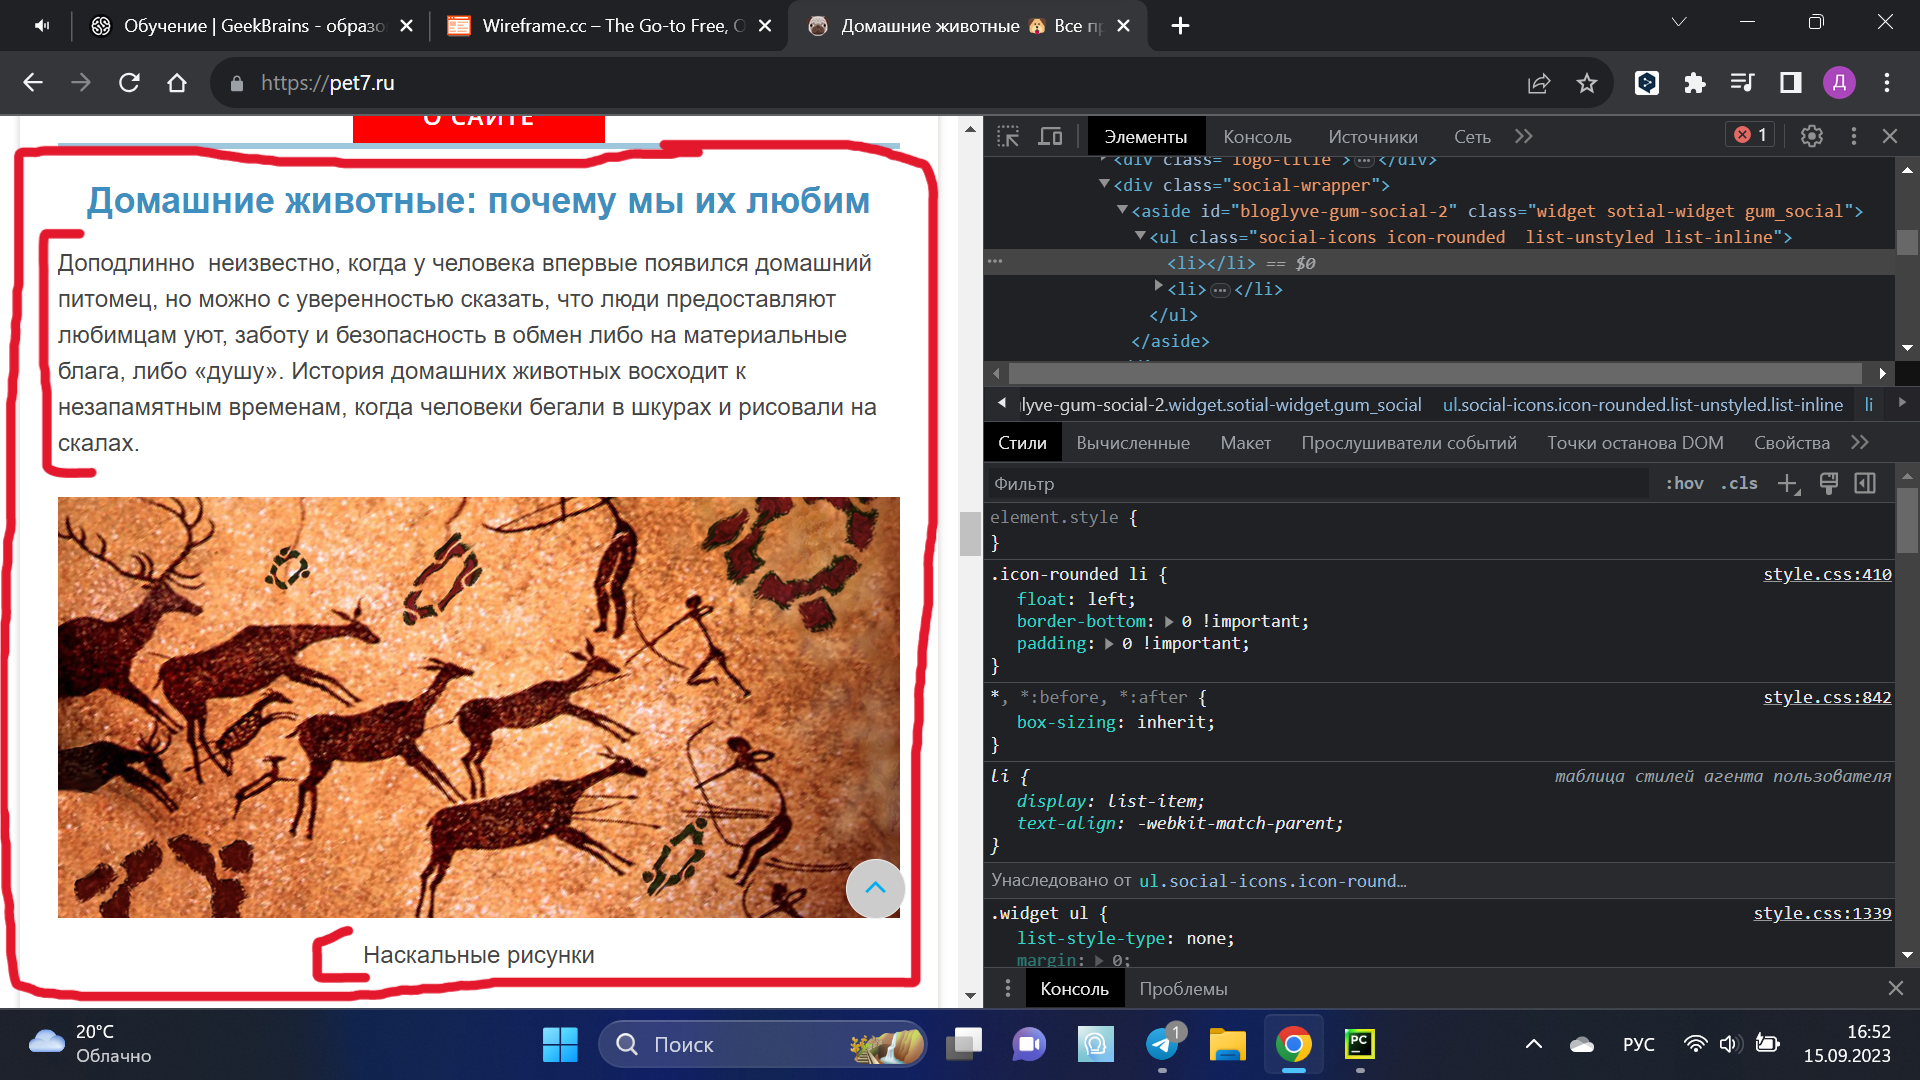 Обучение | GeekBrains - образо
Wireframe.cc – The Go-to Free, O
Домашние животные 🐶 Все пр
https://pet7.ru
Д
О САЙТЕ
Домашние животные: почему мы их любим
Доподлинно  неизвестно, когда у человека впервые появился домашний
питомец, но можно с уверенностью сказать, что люди предоставляют
любимцам уют, заботу и безопасность в обмен либо на материальные
блага, либо «душу». История домашних животных восходит к
незапамятным временам, когда человеки бегали в шкурах и рисовали на
скалах.
Наскальные рисунки
Элементы Консоль Источники Сеть 1
<div class="logo-title">…</div>
<div class="social-wrapper">
<aside id="bloglyve-gum-social-2" class="widget sotial-widget gum_social">
<ul class="social-icons icon-rounded  list-unstyled list-inline">
… <li></li> == $0
<li>…</li>
</ul>
</aside>
lyve-gum-social-2.widget.sotial-widget.gum_social ul.social-icons.icon-rounded.list-unstyled.list-inline li
Стили Вычисленные Макет Прослушиватели событий Точки останова DOM Свойства
Фильтр :hov .cls
element.style {
}
.icon-rounded li { style.css:410
float: left;
border-bottom: 0 !important;
padding: 0 !important;
}
*, *:before, *:after { style.css:842
box-sizing: inherit;
}
li { таблица стилей агента пользователя
display: list-item;
text-align: -webkit-match-parent;
}
Унаследовано от ul.social-icons.icon-round…
.widget ul { style.css:1339
list-style-type: none;
margin: 0;
Консоль Проблемы
20°C
Облачно
Поиск
1
PC
РУС
16:52
15.09.2023